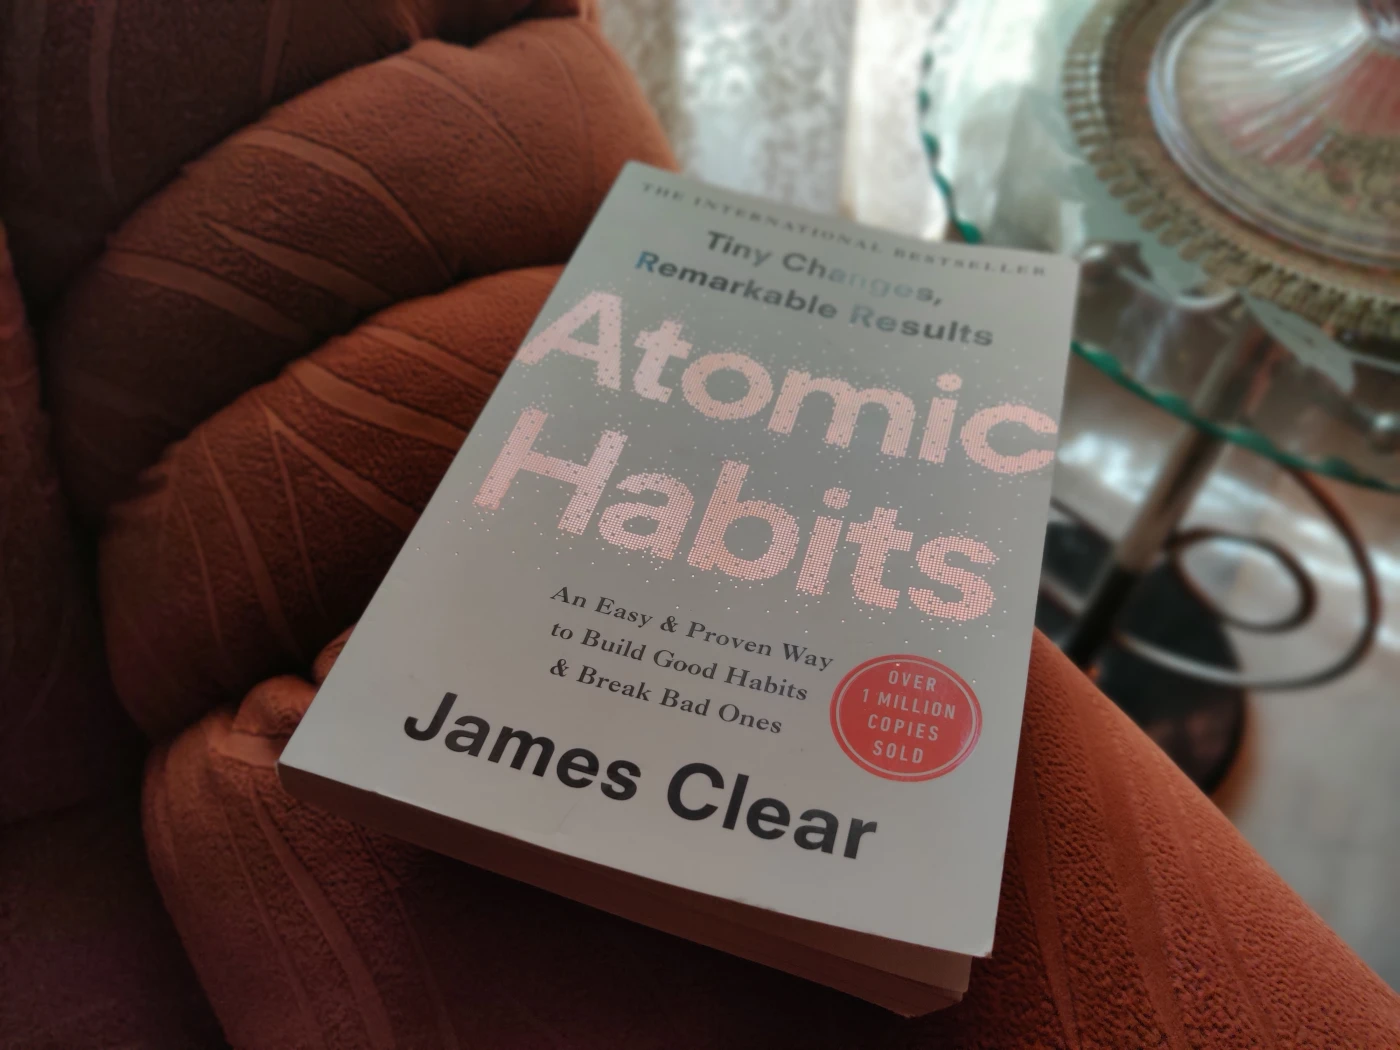 THE INTERNATIONAL BESTSELLER
Tiny Changes,
Remarkable Results
Atomic
Habits
An Easy & Proven Way
to Build Good Habits
& Break Bad Ones
OVER
1 MILLION
COPIES
SOLD
James Clear